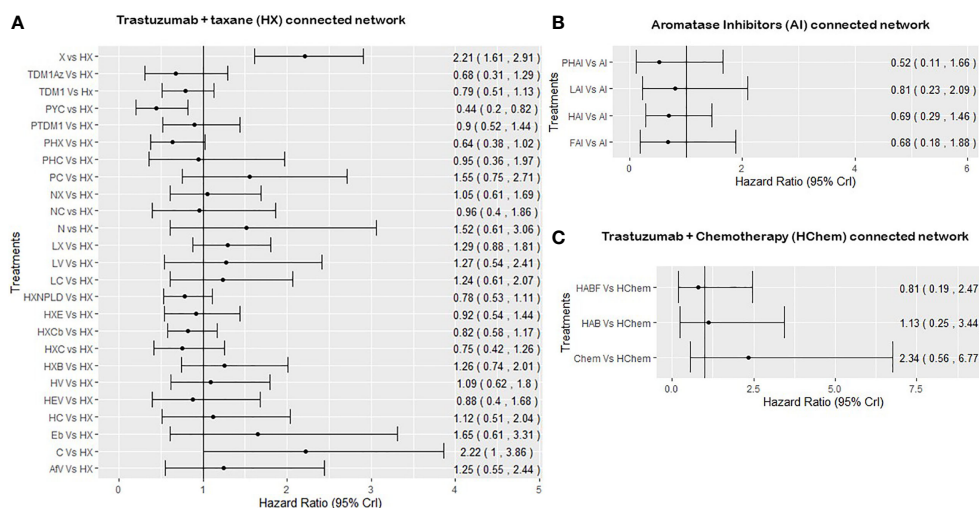 A
Trastuzumab + taxane (HX) connected network
Treatments
X vs HX 2.21 ( 1.61 , 2.91 )
TDM1Az Vs HX 0.68 ( 0.31 , 1.29 )
TDM1 Vs Hx 0.79 ( 0.51 , 1.13 )
PYC vs HX 0.44 ( 0.2 , 0.82 )
PTDM1 Vs HX 0.9 ( 0.52 , 1.44 )
PHX Vs HX 0.64 ( 0.38 , 1.02 )
PHC Vs HX 0.95 ( 0.36 , 1.97 )
PC Vs HX 1.55 ( 0.75 , 2.71 )
NX Vs HX 1.05 ( 0.61 , 1.69 )
NC vs HX 0.96 ( 0.4 , 1.86 )
N vs HX 1.52 ( 0.61 , 3.06 )
LX Vs HX 1.29 ( 0.88 , 1.81 )
LV Vs HX 1.27 ( 0.54 , 2.41 )
LC Vs HX 1.24 ( 0.61 , 2.07 )
HXNPLD Vs HX 0.78 ( 0.53 , 1.11 )
HXE Vs HX 0.92 ( 0.54 , 1.44 )
HXCb Vs HX 0.82 ( 0.58 , 1.17 )
HXC vs HX 0.75 ( 0.42 , 1.26 )
HXB Vs HX 1.26 ( 0.74 , 2.01 )
HV Vs HX 1.09 ( 0.62 , 1.8 )
HEV Vs HX 0.88 ( 0.4 , 1.68 )
HC Vs HX 1.12 ( 0.51 , 2.04 )
Eb Vs HX 1.65 ( 0.61 , 3.31 )
C Vs HX 2.22 ( 1 , 3.86 )
AfV Vs HX 1.25 ( 0.55 , 2.44 )
0 1 2 3 4 5
Hazard Ratio (95% CrI)
B
Aromatase Inhibitors (AI) connected network
Treatments
PHAI Vs AI 0.52 ( 0.11 , 1.66 )
LAI Vs AI 0.81 ( 0.23 , 2.09 )
HAI Vs AI 0.69 ( 0.29 , 1.46 )
FAI Vs AI 0.68 ( 0.18 , 1.88 )
0 2 4 6
Hazard Ratio (95% CrI)
C
Trastuzumab + Chemotherapy (HChem) connected network
Treatments
HABF Vs HChem 0.81 ( 0.19 , 2.47 )
HAB Vs HChem 1.13 ( 0.25 , 3.44 )
Chem Vs HChem 2.34 ( 0.56 , 6.77 )
0.0 2.5 5.0 7.5
Hazard Ratio (95% CrI)